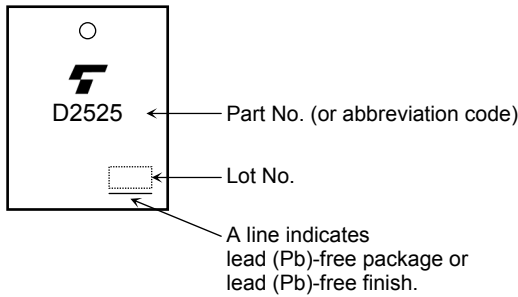 D2525
Part No. (or abbreviation code)
Lot No.
A line indicates
lead (Pb)-free package or
lead (Pb)-free finish.